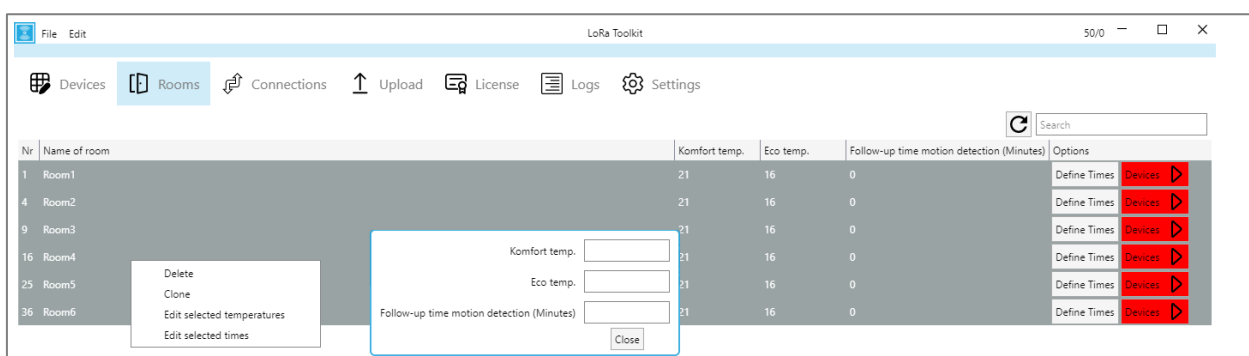 File Edit LoRa Toolkit 50/0
Devices Rooms Connections Upload License Logs Settings
Search
Nr Name of room Komfort temp. Eco temp. Follow-up time motion detection (Minutes) Options
1 Room1 21 16 0 Define Times Devices
4 Room2 21 16 0 Define Times Devices
9 Room3 21 16 0 Define Times Devices
16 Room4 21 16 0 Define Times Devices
25 Room5 21 16 0 Define Times Devices
36 Room6 21 16 0 Define Times Devices
Delete
Clone
Edit selected temperatures
Edit selected times
Komfort temp.
Eco temp.
Follow-up time motion detection (Minutes)
Close